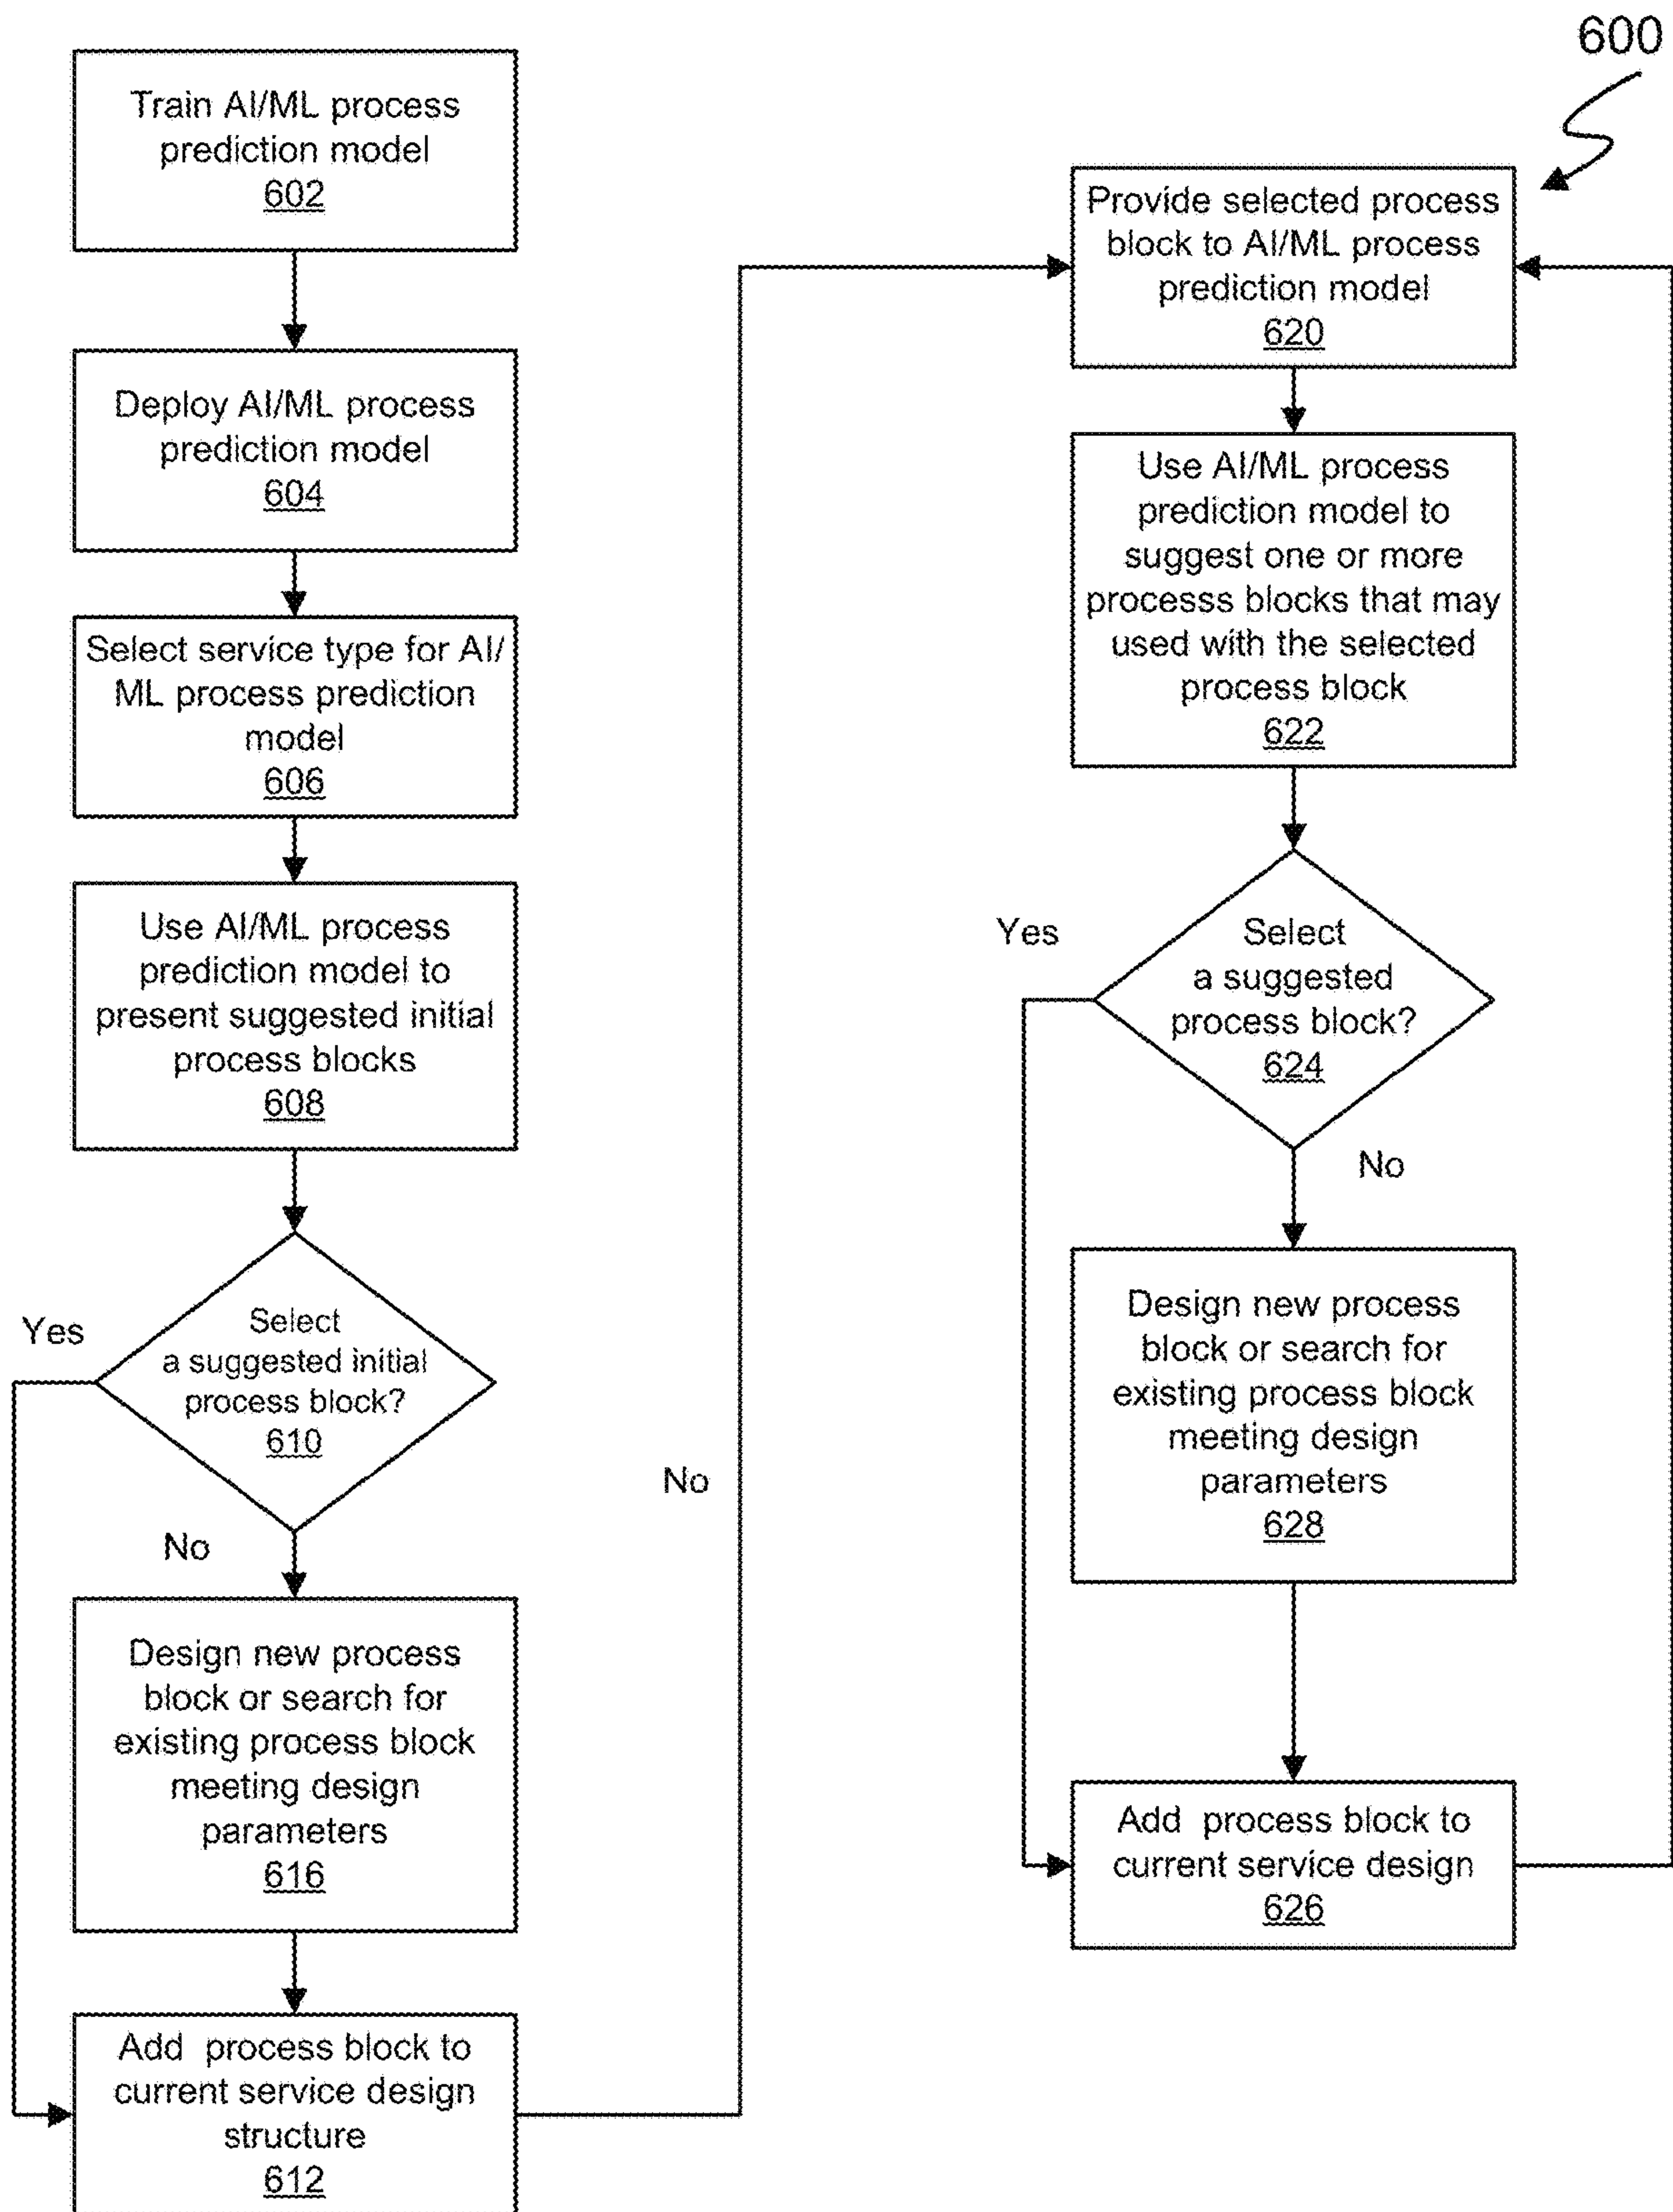 600
Train AI/ML process
prediction model
602
Deploy AI/ML process
prediction model
604
Select service type for AI/
ML process prediction
model
606
Use AI/ML process
prediction model to
present suggested initial
process blocks
608
Select
a suggested initial
process block?
610
Yes
No
Design new process
block or search for
existing process block
meeting design
parameters
616
Add process block to
current service design
structure
612
No
Provide selected process
block to AI/ML process
prediction model
620
Use AI/ML process
prediction model to
suggest one or more
processs blocks that may
used with the selected
process block
622
Select
a suggested
process block?
624
Yes
No
Design new process
block or search for
existing process block
meeting design
parameters
628
Add process block to
current service design
626